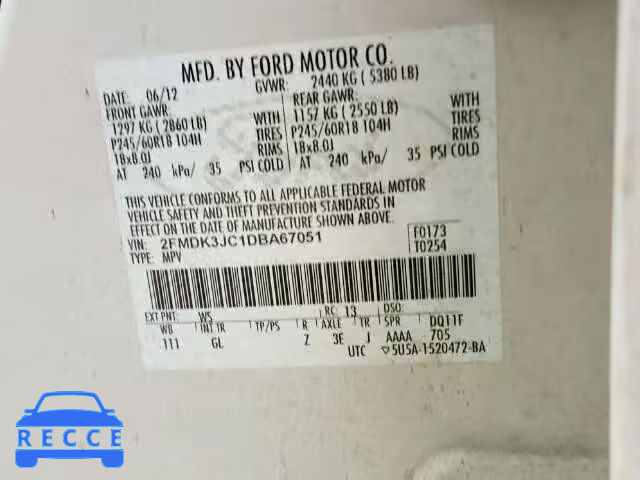 MFD. BY FORD MOTOR CO.
DATE: 06/12 GVWR: 2440 KG ( 5380 LB)
FRONT GAWR: REAR GAWR:
1297 KG ( 2860 LB) WITH 1157 KG ( 2550 LB) WITH
P245/60R18 104H TIRES P245/60R18 104H TIRES
18x8.0J RIMS 18x8.0J RIMS
AT 240 kPa/ 35 PSI COLD AT 240 kPa/ 35 PSI COLD
THIS VEHICLE CONFORMS TO ALL APPLICABLE FEDERAL MOTOR
VEHICLE SAFETY AND THEFT PREVENTION STANDARDS IN
EFFECT ON THE DATE OF MANUFACTURE SHOWN ABOVE.
VIN: 2FMDK3JC1DBA67051 F0173
TYPE: MPV T0254
EXT PNT: WS RC: 13 DSO:
WB INT TR TP/PS R AXLE TR SPR DQ11F
111 GL Z 3E J AAAA 705
UTC ▽5U5A-1520472-BA
RECCE